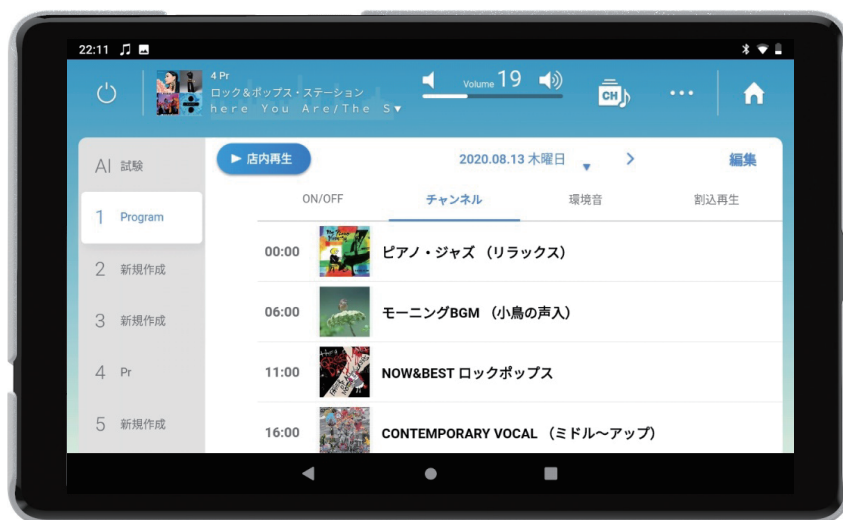 22:11
4 Pr
ロック&ポップス・ステーション
here You Are/The S▼
Volume 19
CH
AI 試験
1 Program
2 新規作成
3 新規作成
4 Pr
5 新規作成
▶ 店内再生
2020.08.13 木曜日 ▼ >
編集
ON/OFF チャンネル 環境音 割込再生
00:00 ピアノ・ジャズ (リラックス)
06:00 モーニングBGM (小鳥の声入)
11:00 NOW&BEST ロックポップス
16:00 CONTEMPORARY VOCAL (ミドル〜アップ)